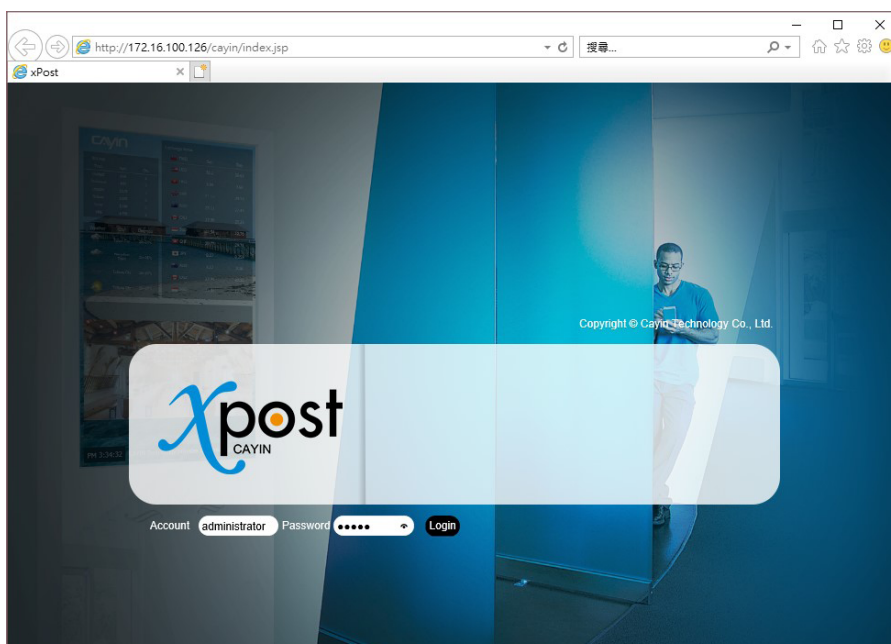 http://172.16.100.126/cayin/index.jsp
搜尋...
xPost
CAYIN
Copyright © Cayin Technology Co., Ltd.
xpost
CAYIN
Account administrator Password ••••• Login